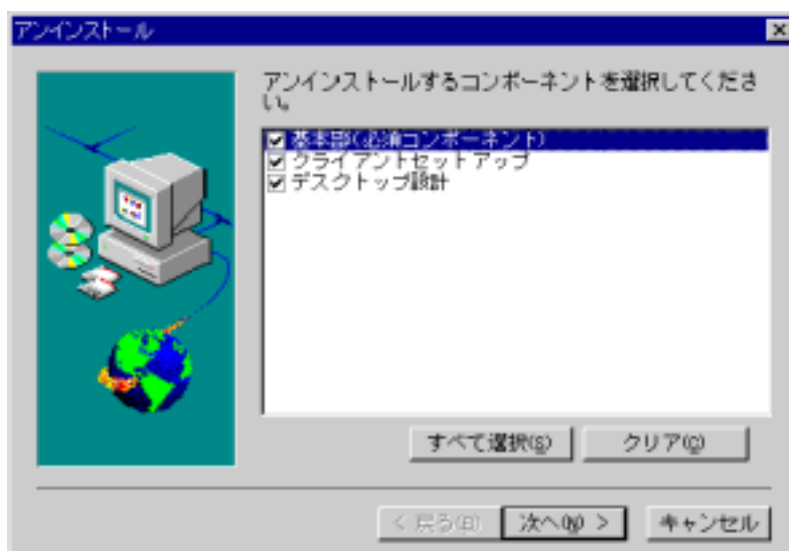 アンインストール
アンインストールするコンポーネントを選択してくださ
い。
基本部(必須コンポーネント)
クライアントセットアップ
デスクトップ設計
すべて選択(S)
クリア(C)
< 戻る(B)
次へ(N) >
キャンセル